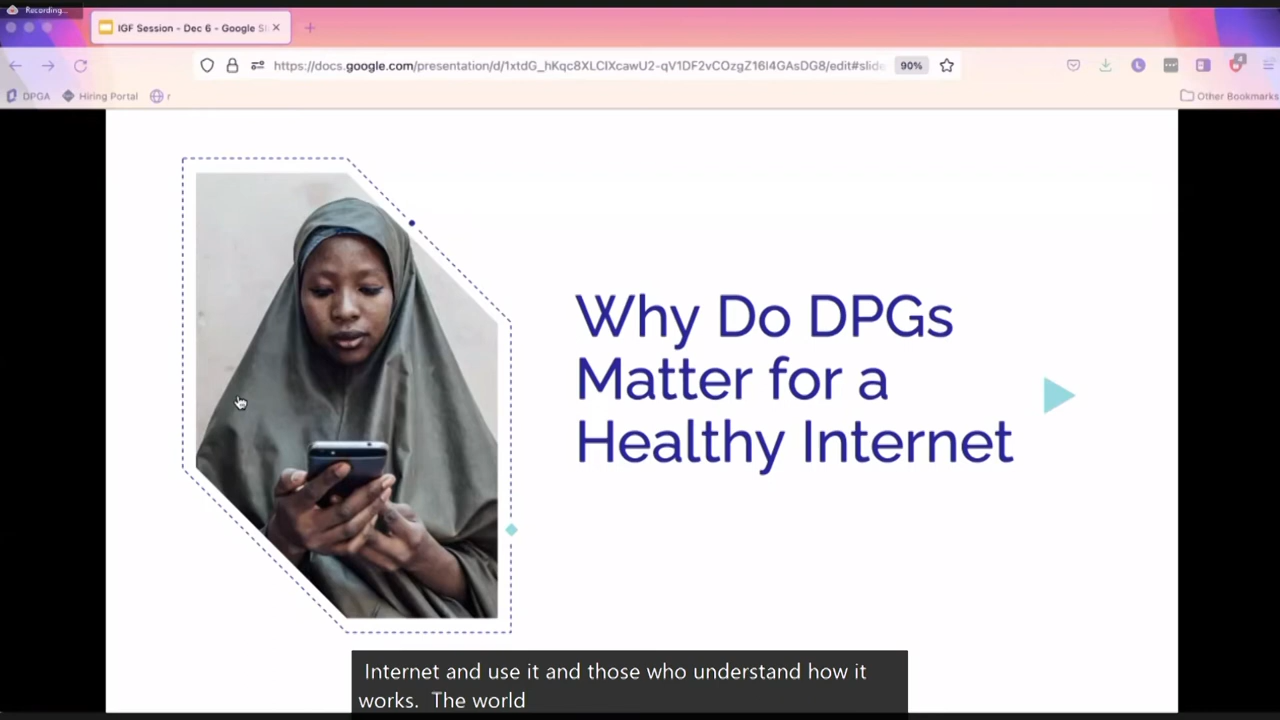 Recording...
IGF Session - Dec 6 - Google Sl
https://docs.google.com/presentation/d/1xtdG_hKqc8XLCIXcawU2-qV1DF2vCOzgZ16I4GAsDG8/edit#slide
90%
4
DPGA
Hiring Portal
r
Other Bookmarks
Why Do DPGs
Matter for a
Healthy Internet
Internet and use it and those who understand how it
works. The world